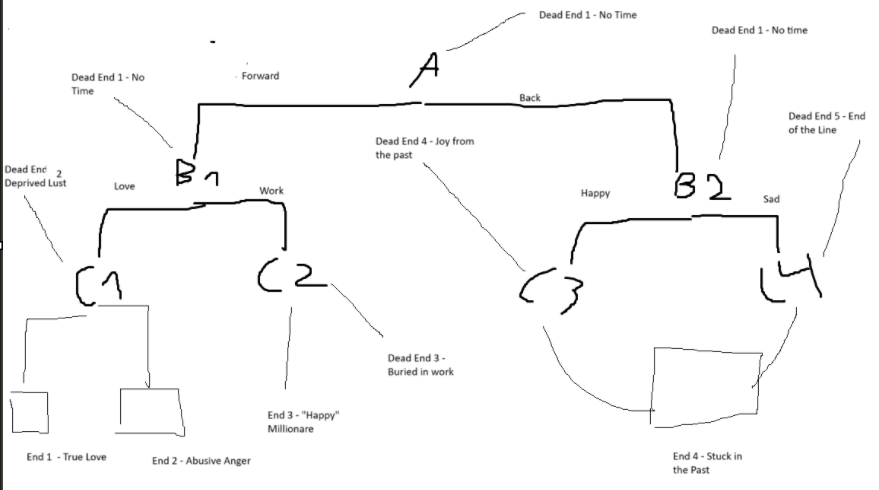 Dead End 1 - No Time
Dead End 1 - No time
A
Forward
Back
Dead End 1 - No
Time
Dead End 4 - Joy from
the past
Dead End 5 - End
of the Line
B1
B2
Dead End 2
Deprived Lust
Love
Work
Happy
Sad
C1
C2
C3
C4
Dead End 3 -
Buried in work
End 3 - "Happy"
Millionare
End 1 - True Love
End 2 - Abusive Anger
End 4 - Stuck in
the Past